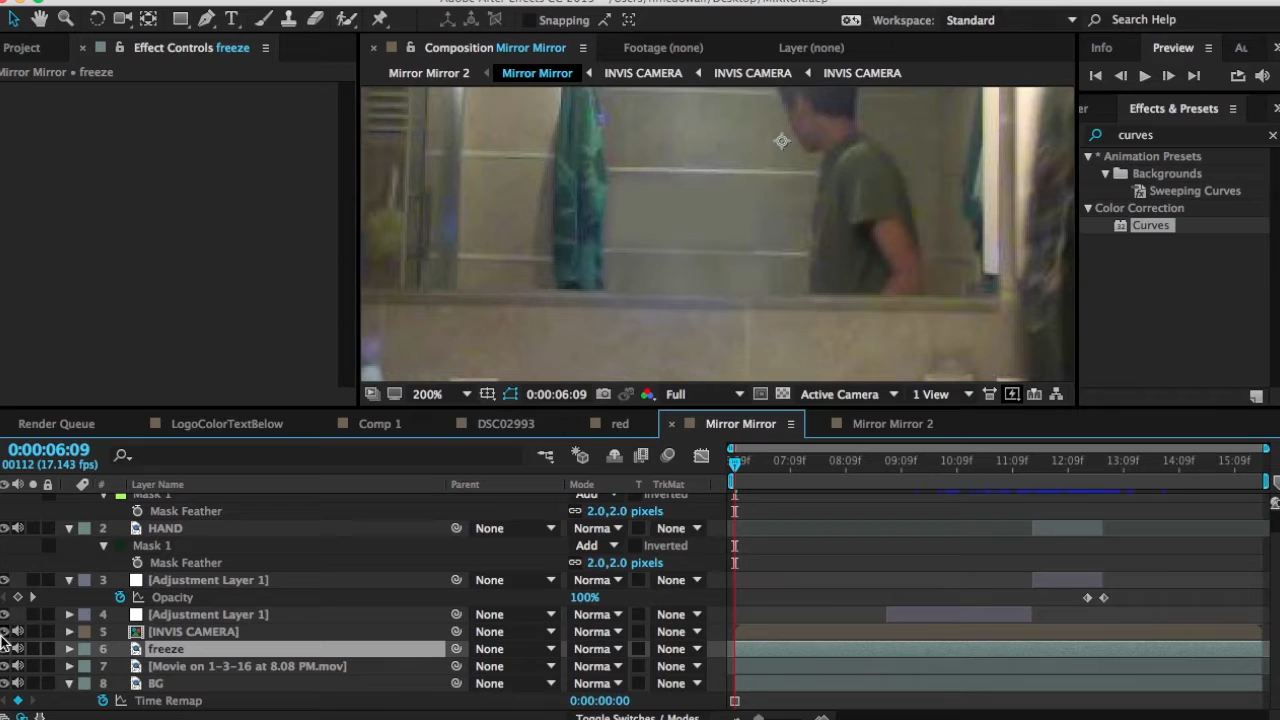 Snapping
Workspace: Standard
Search Help
Project
Effect Controls freeze
Composition Mirror Mirror
Footage (none)
Layer (none)
Info
Preview
Au
Mirror Mirror • freeze
Mirror Mirror 2
Mirror Mirror
INVIS CAMERA
INVIS CAMERA
INVIS CAMERA
er
Effects & Presets
curves
* Animation Presets
Backgrounds
Sweeping Curves
Color Correction
32
Curves
200%
0:00:06:09
Full
Active Camera
1 View
Render Queue
LogoColorTextBelow
Comp 1
DSC02993
red
Mirror Mirror
Mirror Mirror 2
0:00:06:09
00112 (17.143 fps)
07:09f
08:09f
09:09f
10:09f
11:09f
12:09f
13:09f
14:09f
15:09f
#
Layer Name
Parent
Mode
T
TrkMat
Mask 1
Add
Inverted
Mask Feather
2.0,2.0 pixels
2
HAND
None
Norma
None
Mask 1
Add
Inverted
Mask Feather
2.0,2.0 pixels
3
[Adjustment Layer 1]
None
Norma
None
Opacity
100%
4
[Adjustment Layer 1]
None
Norma
None
5
[INVIS CAMERA]
None
Norma
None
6
freeze
None
Norma
None
7
[Movie on 1-3-16 at 8.08 PM.mov]
None
Norma
None
8
BG
None
Norma
None
Time Remap
0:00:00:00
Toggle Switches / Modes